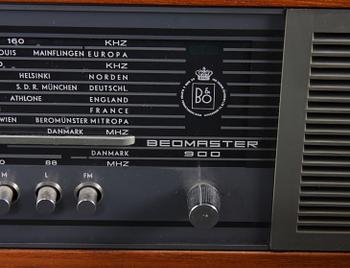 160 KHZ
OUIS MAINFLINGEN EUROPA
KHZ
HELSINKI NORDEN
S.D.R. MÜNCHEN DEUTSCHL.
ATHLONE ENGLAND
FRANCE
WIEN BEROMÜNSTER MITROPA
DANMARK MHZ
DANMARK
88 MHZ
B&O
BEOMASTER
900
M L FM